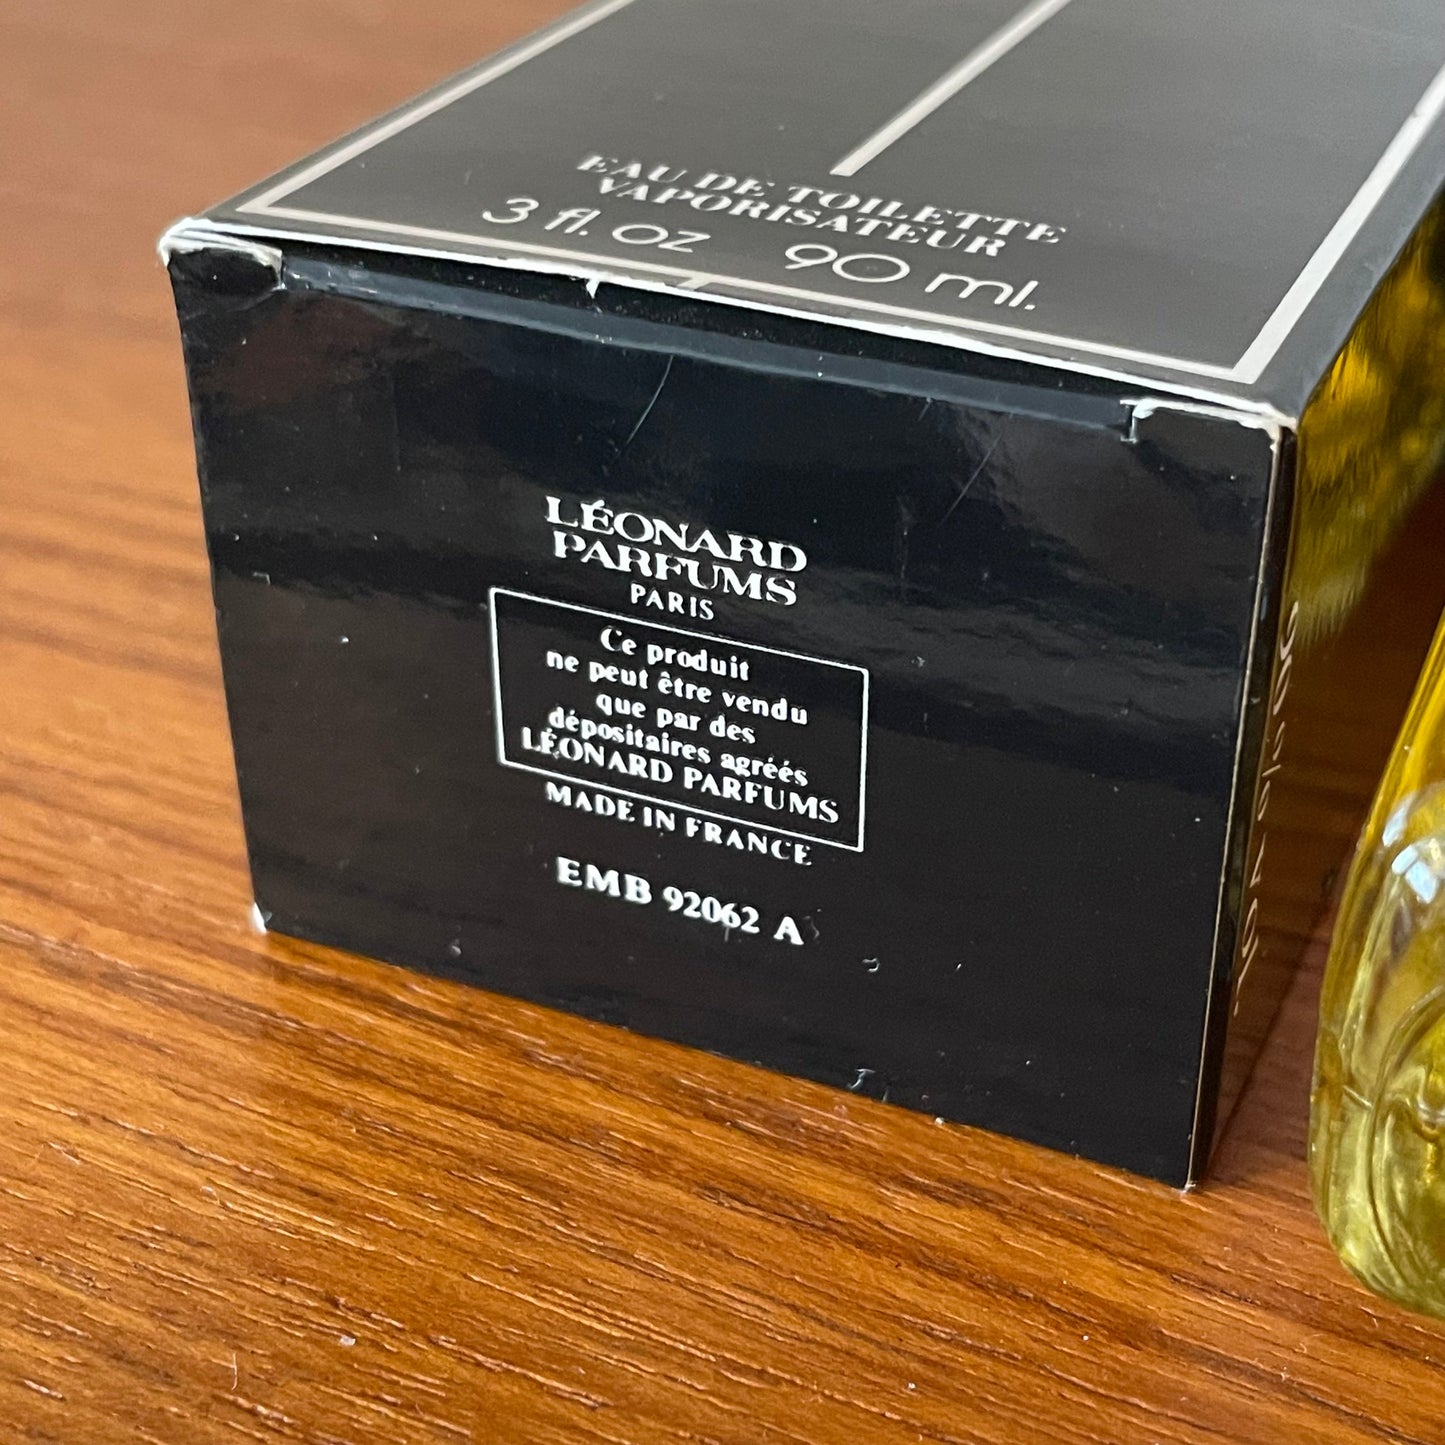 EAU DE TOILETTE
VAPORISATEUR
3 fl. oz 90 ml.
LÉONARD
PARFUMS
PARIS
Ce produit
ne peut être vendu
que par des
dépositaires agréés
LÉONARD PARFUMS
MADE IN FRANCE
EMB 92062 A